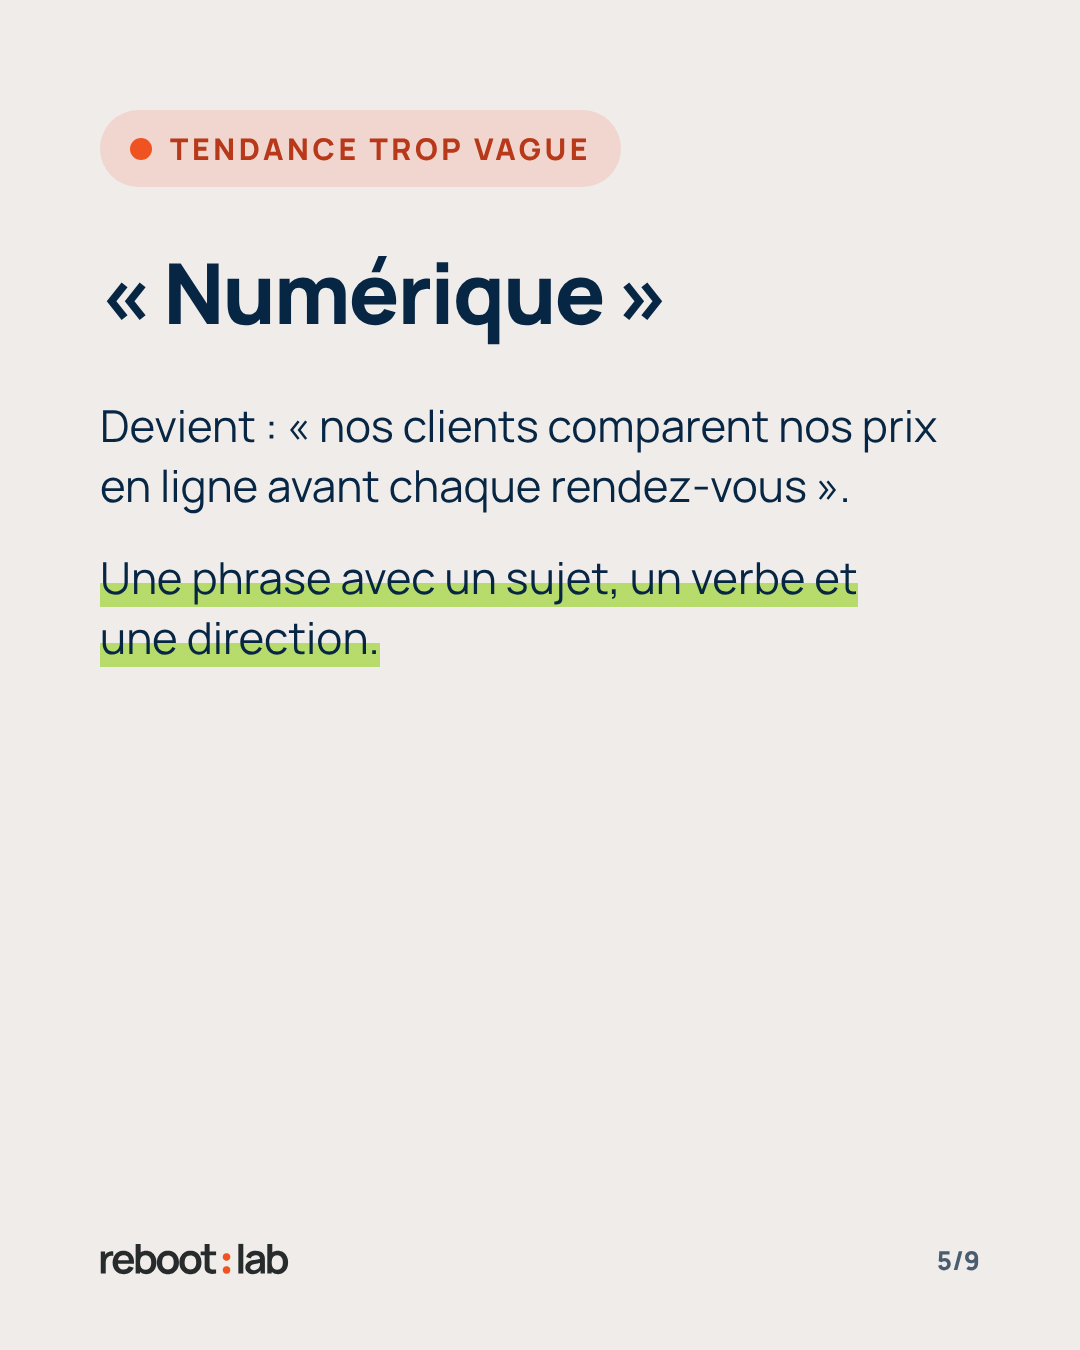 TENDANCE TROP VAGUE
« Numérique »
Devient : « nos clients comparent nos prix
en ligne avant chaque rendez-vous ».
Une phrase avec un sujet, un verbe et
une direction.
reboot:lab
5/9